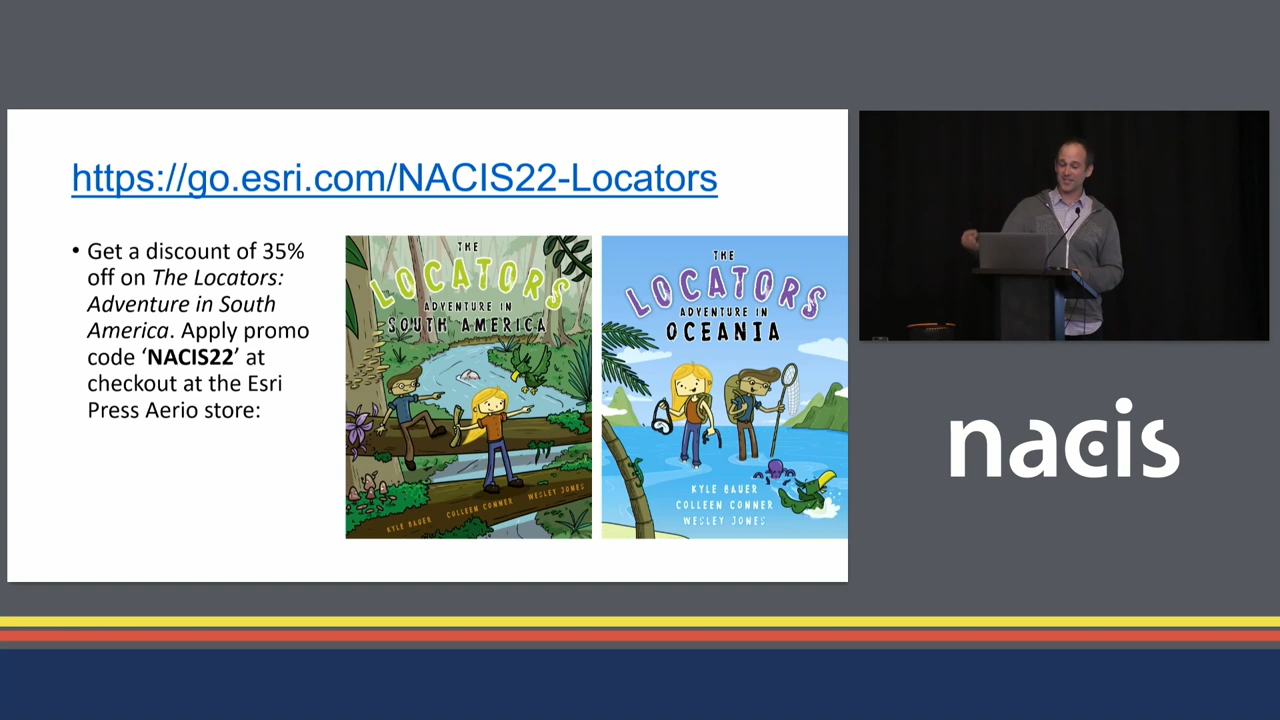 https://go.esri.com/NACIS22-Locators
• Get a discount of 35%
off on The Locators:
Adventure in South
America. Apply promo
code ‘NACIS22’ at
checkout at the Esri
Press Aerio store:
THE
LOCATORS
ADVENTURE IN
SOUTH AMERICA
KYLE BAUER
COLLEEN CONNER
WESLEY JONES
THE
LOCATORS
ADVENTURE IN
OCEANIA
KYLE BAUER
COLLEEN CONNER
WESLEY JONES
nacis